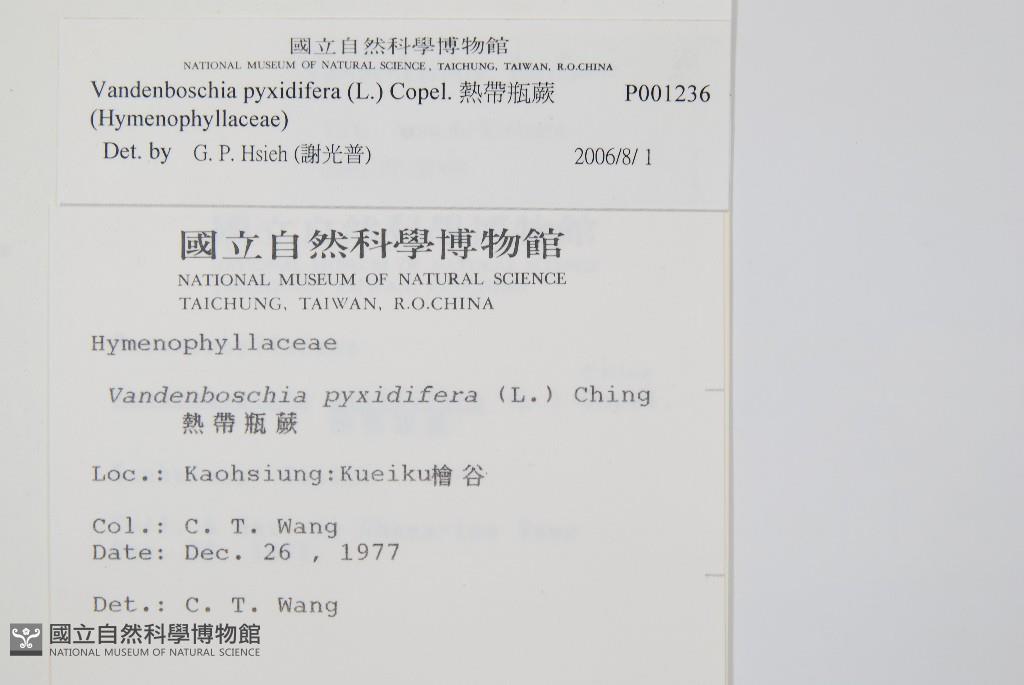 國立自然科學博物館
NATIONAL MUSEUM OF NATURAL SCIENCE, TAICHUNG, TAIWAN, R.O.CHINA
Vandenboschia pyxidifera (L.) Copel. 熱帶瓶蕨 P001236
(Hymenophyllaceae)
Det. by G. P. Hsieh (謝光普) 2006/8/ 1
國立自然科學博物館
NATIONAL MUSEUM OF NATURAL SCIENCE
TAICHUNG, TAIWAN, R.O.CHINA
Hymenophyllaceae
Vandenboschia pyxidifera (L.) Ching
熱帶瓶蕨
Loc.: Kaohsiung:Kueiku檜谷
Col.: C. T. Wang
Date: Dec. 26 , 1977
Det.: C. T. Wang
國立自然科學博物館
NATIONAL MUSEUM OF NATURAL SCIENCE